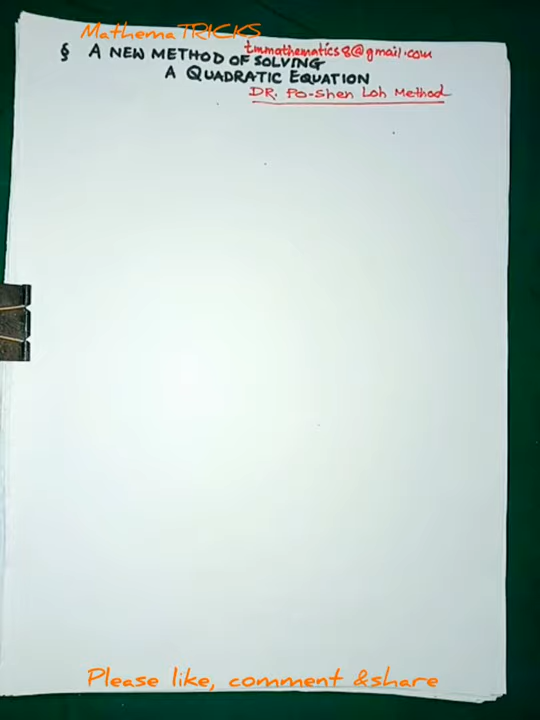 MathemaTRICKS
tmmathematics8@gmail.com
§ A NEW METHOD OF SOLVING
A QUADRATIC EQUATION
DR. Po-Shen Loh Method
Please like, comment &share